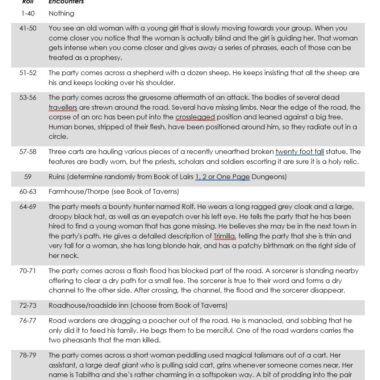 Roll Encounters
1-40 Nothing
41-50 You see an old woman with a young girl that is slowly moving towards your group. When you
come closer you notice that the woman is actually blind and the girl is guiding her. That woman
gets intense when you come closer and gives away a series of phrases, each of those can be
treated as a prophesy.
51-52 The party comes across a shepherd with a dozen sheep. He keeps insisting that all the sheep are
his and keeps looking over his shoulder.
53-56 The party comes across the gruesome aftermath of an attack. The bodies of several dead
travellers are strewn around the road. Several have missing limbs. Near the edge of the road, the
corpse of an orc has been put into the crosslegged position and leaned against a big tree.
Human bones, stripped of their flesh, have been positioned around him, so they radiate out in a
circle.
57-58 Three carts are hauling various pieces of a recently unearthed broken twenty foot tall statue. The
features are badly worn, but the priests, scholars and soldiers escorting it are sure it is a holy relic.
59 Ruins (determine randomly from Book of Lairs 1, 2 or One Page Dungeons)
60-63 Farmhouse/Thorpe (see Book of Taverns)
64-69 The party meets a bounty hunter named Rolf. He wears a long ragged grey cloak and a large,
droopy black hat, as well as an eyepatch over his left eye. He tells the party that he has been
hired to find a young woman that has gone missing. He believes she may be in the next town in
the party's path. He gives a detailed description of Trimilla, telling the party that she is thin and
very tall for a woman, she has long blonde hair, and has a patchy birthmark on the right side of
her neck.
70-71 The party comes across a flash flood has blocked part of the road. A sorcerer is standing nearby
offering to clear a dry path for a small fee. The sorcerer is true to their word and forms a dry
channel to the other side. After crossing, the channel, the flood and the sorcerer disappear.
72-73 Roadhouse/roadside inn (choose from Book of Taverns)
76-77 Road wardens are dragging a poacher out of the road. He is manacled, and sobbing that he
only did it to feed his family. He begs them to be merciful. One of the road wardens carries the
two pheasants that the man killed.
78-79 The party comes across a short woman peddling used magical talismans out of a cart. Her
assistant, a large deaf giant who is pulling said cart, grins whenever someone comes near. Her
name is Tabitha and she's rather charming in a softspoken way. A bit of prodding into the pair